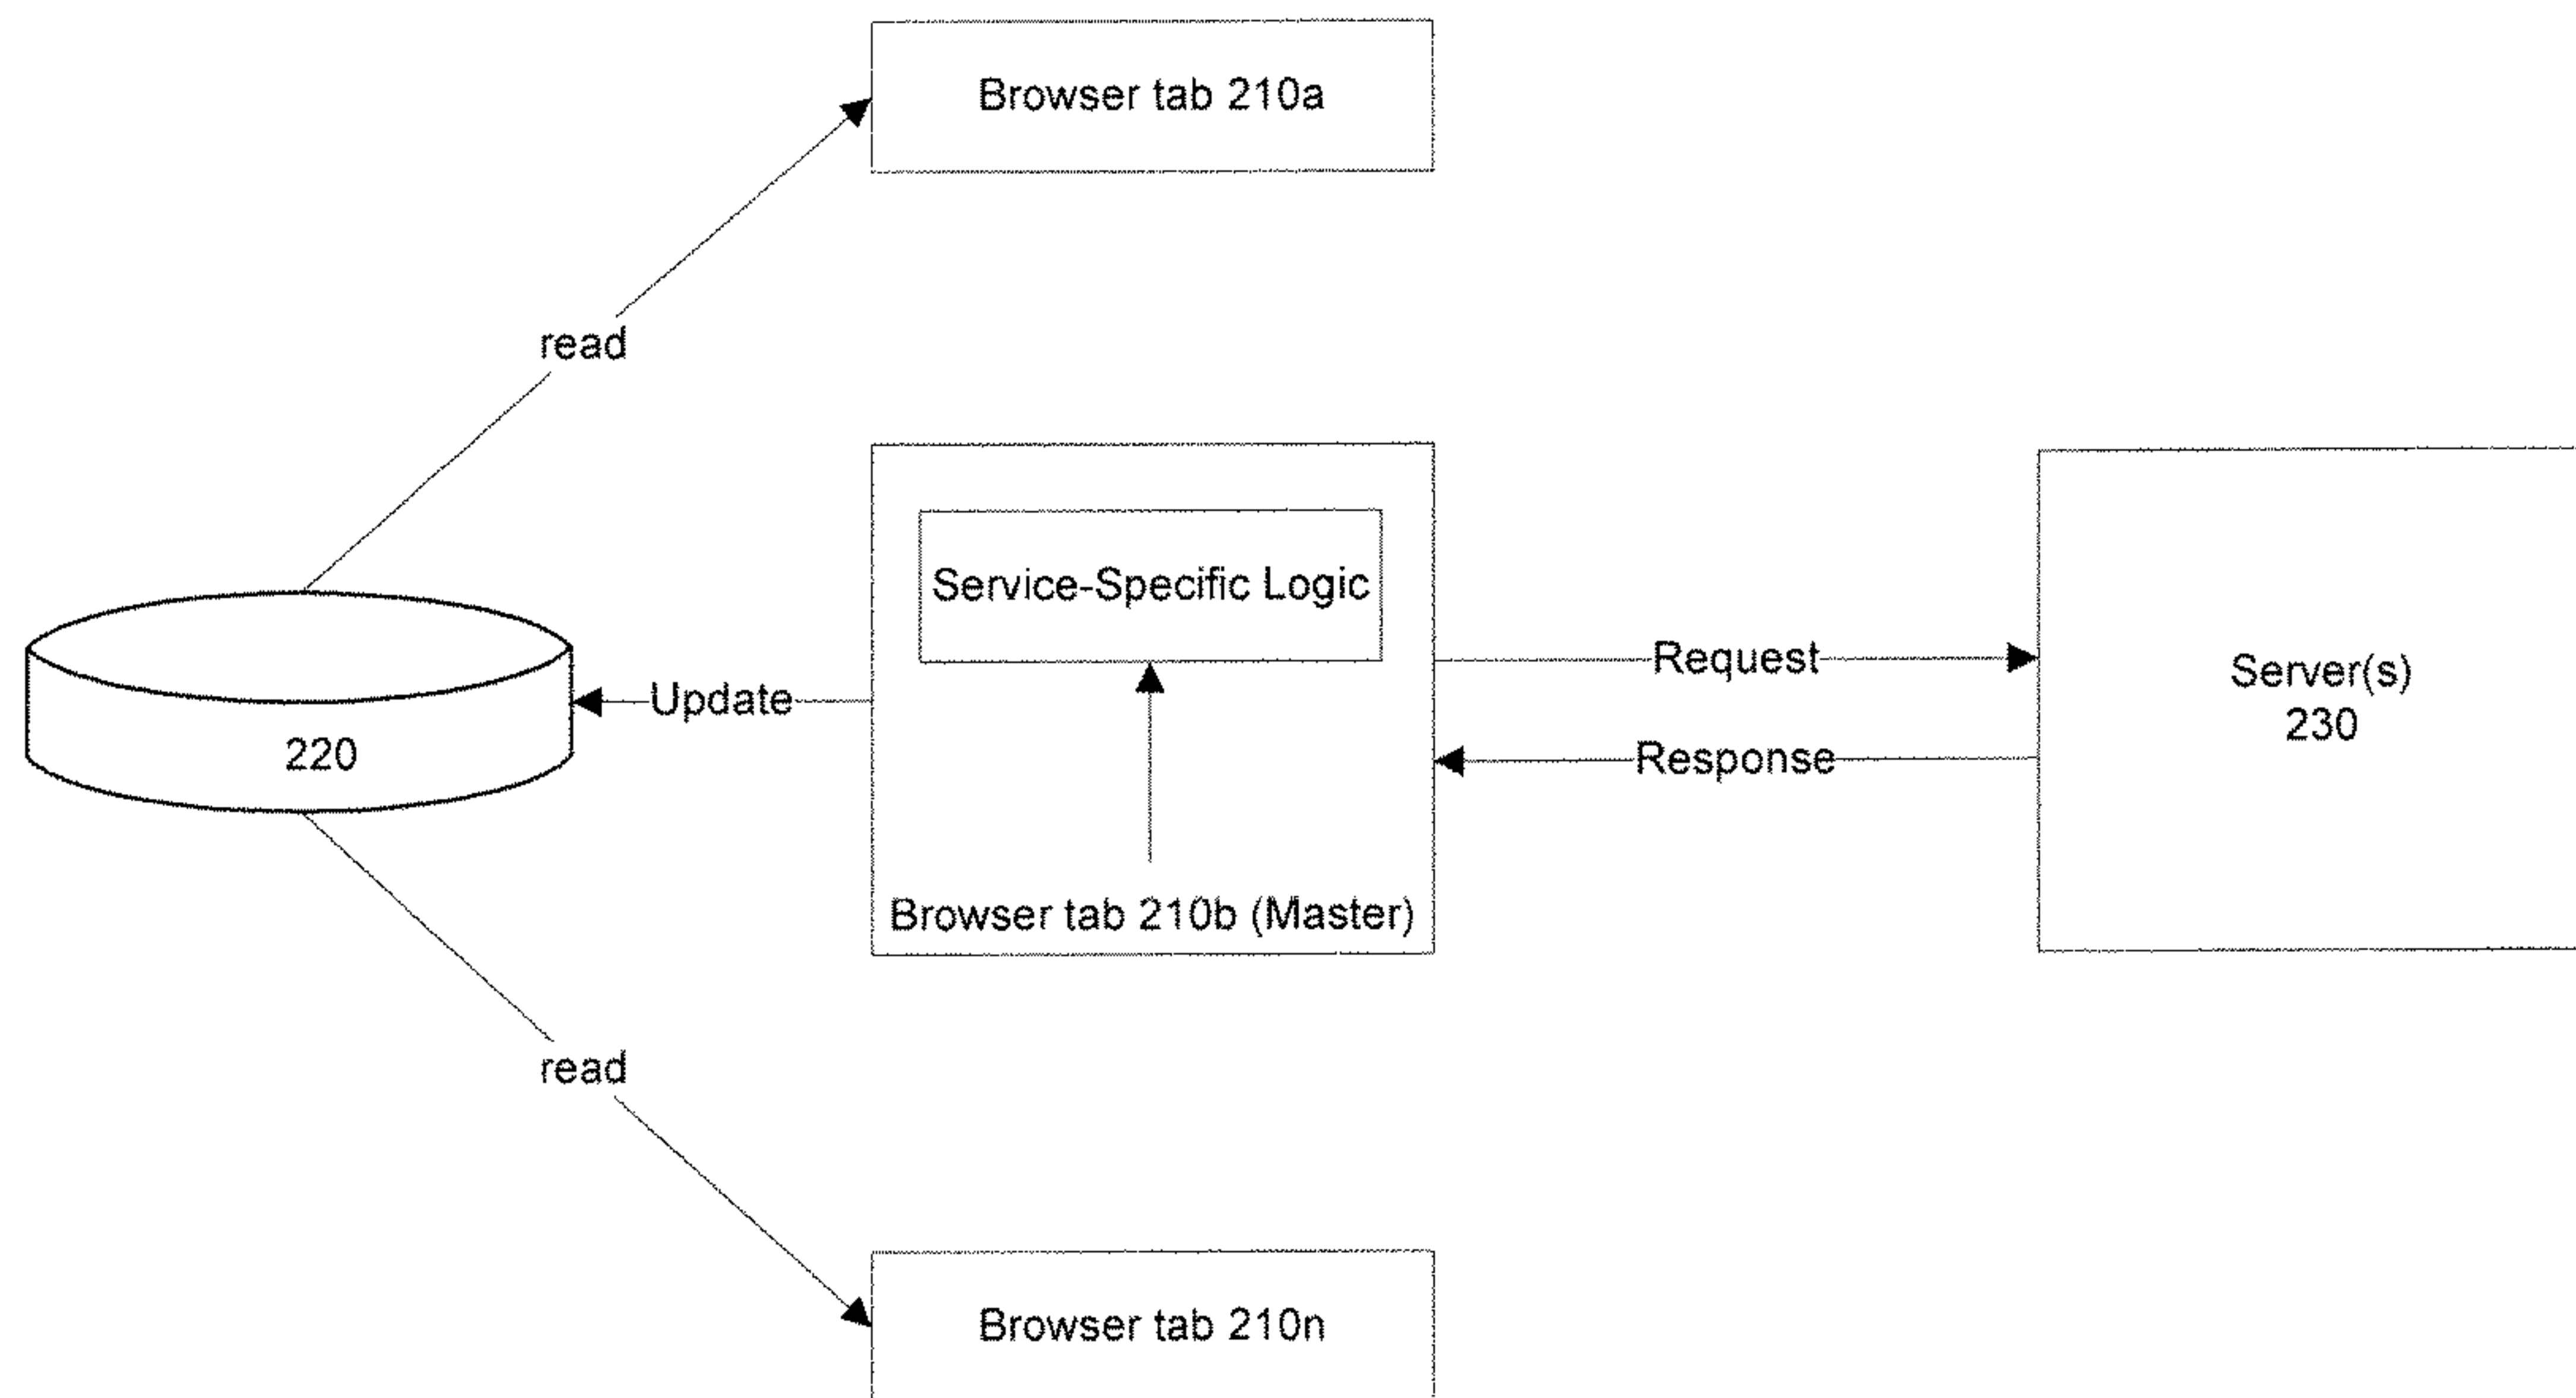 Browser tab 210a
read
Service-Specific Logic
Request
Update
Server(s)
230
220
Response
Browser tab 210b (Master)
read
Browser tab 210n